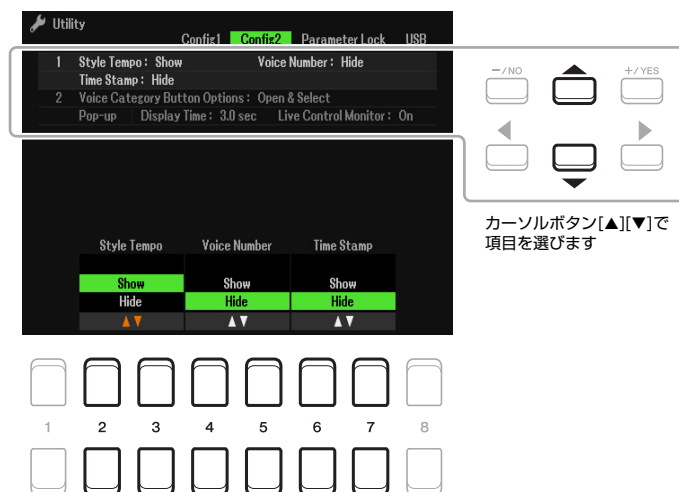 Utility
Config1 Config2 Parameter Lock USB
1 Style Tempo : Show Voice Number : Hide
Time Stamp : Hide
2 Voice Category Button Options : Open & Select
Pop-up Display Time : 3.0 sec Live Control Monitor : On
-/NO +/YES
カーソルボタン[▲][▼]で
項目を選びます
Style Tempo Voice Number Time Stamp
Show Show Show
Hide Hide Hide
1 2 3 4 5 6 7 8